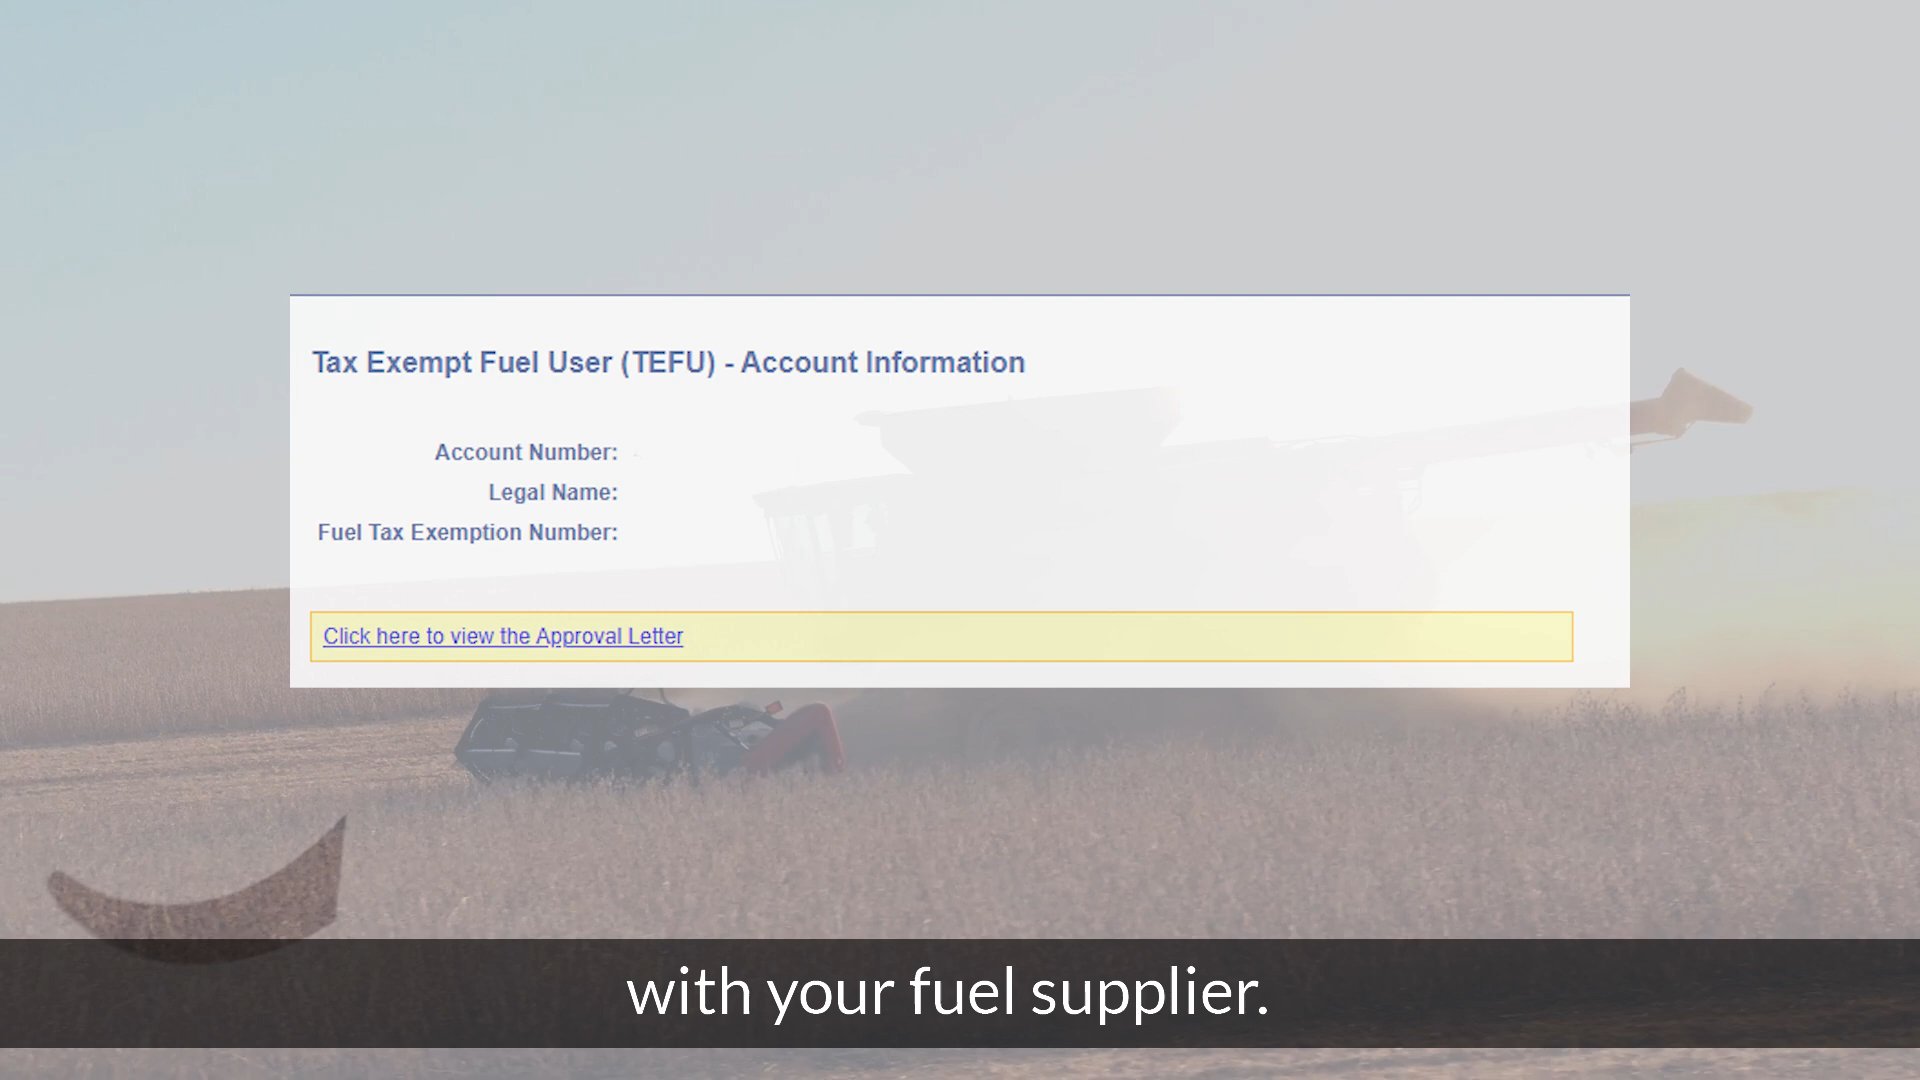 Tax Exempt Fuel User (TEFU) - Account Information
Account Number:
Legal Name:
Fuel Tax Exemption Number:
Click here to view the Approval Letter
with your fuel supplier.